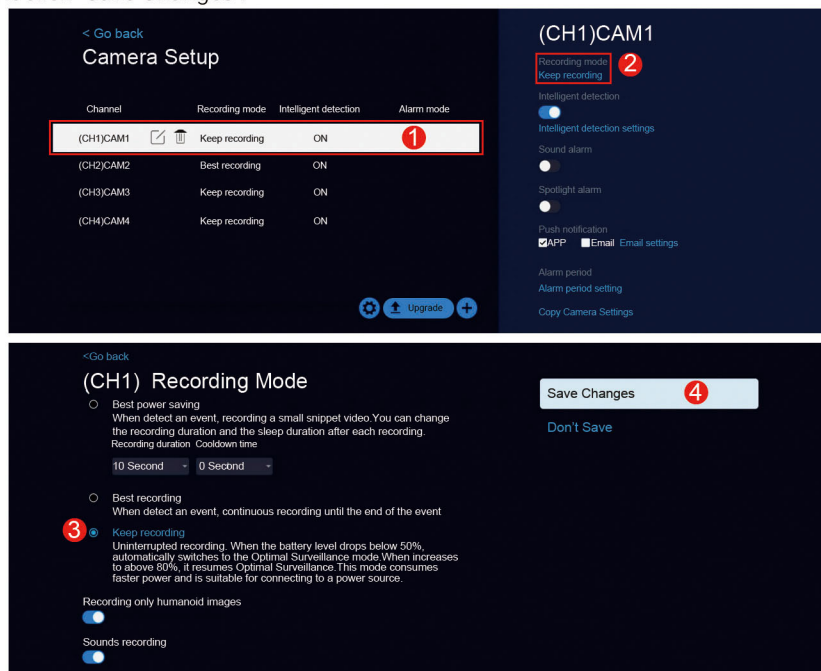 < Go back
Camera Setup
Channel Recording mode Intelligent detection Alarm mode
(CH1)CAM1 Keep recording ON 1
(CH2)CAM2 Best recording ON
(CH3)CAM3 Keep recording ON
(CH4)CAM4 Keep recording ON
Upgrade +
(CH1)CAM1
Recording mode 2
Keep recording
Intelligent detection
Intelligent detection settings
Sound alarm
Spotlight alarm
Push notification
APP Email Email settings
Alarm period
Alarm period setting
Copy Camera Settings
<Go back
(CH1) Recording Mode
Best power saving
When detect an event, recording a small snippet video.You can change
the recording duration and the sleep duration after each recording.
Recording duration Cooldown time
10 Second 0 Second
Best recording
When detect an event, continuous recording until the end of the event
3 Keep recording
Uninterrupted recording. When the battery level drops below 50%,
automatically switches to the Optimal Surveillance mode.When increases
to above 80%, it resumes Optimal Surveillance.This mode consumes
faster power and is suitable for connecting to a power source.
Recording only humanoid images
Sounds recording
Save Changes 4
Don't Save